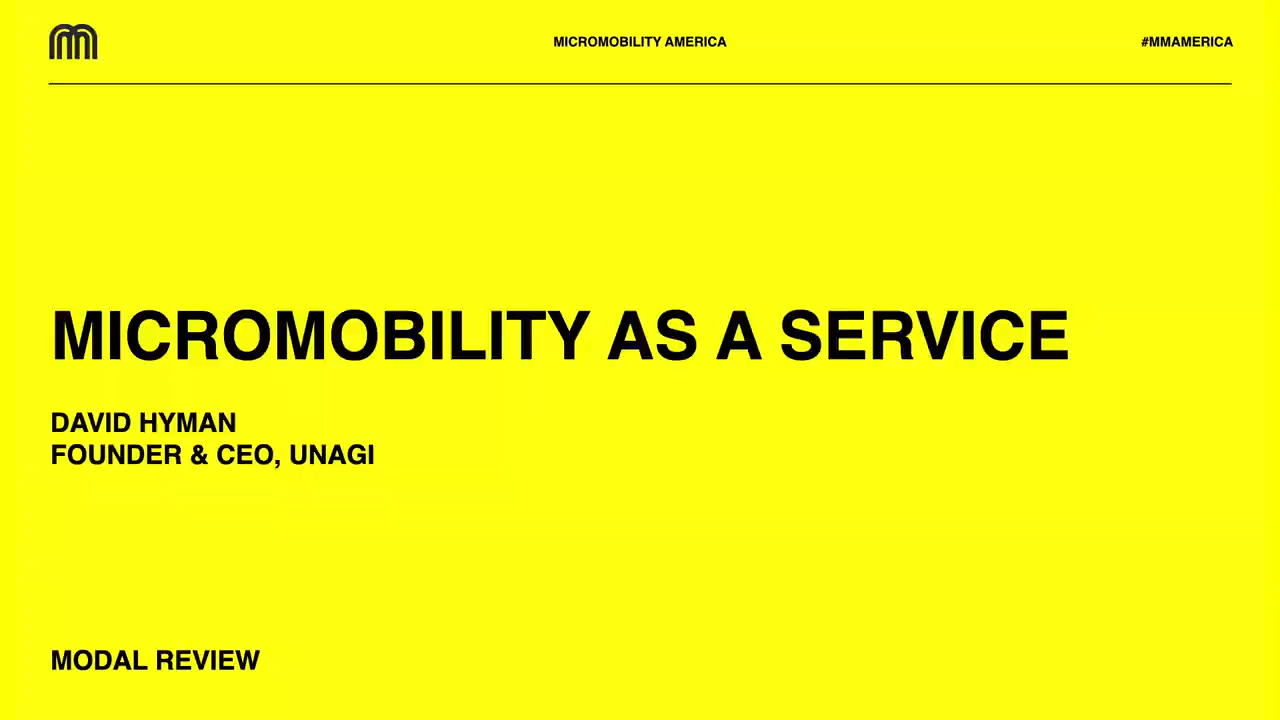 MICROMOBILITY AMERICA
#MMAMERICA
MICROMOBILITY AS A SERVICE
DAVID HYMAN
FOUNDER & CEO, UNAGI
MODAL REVIEW